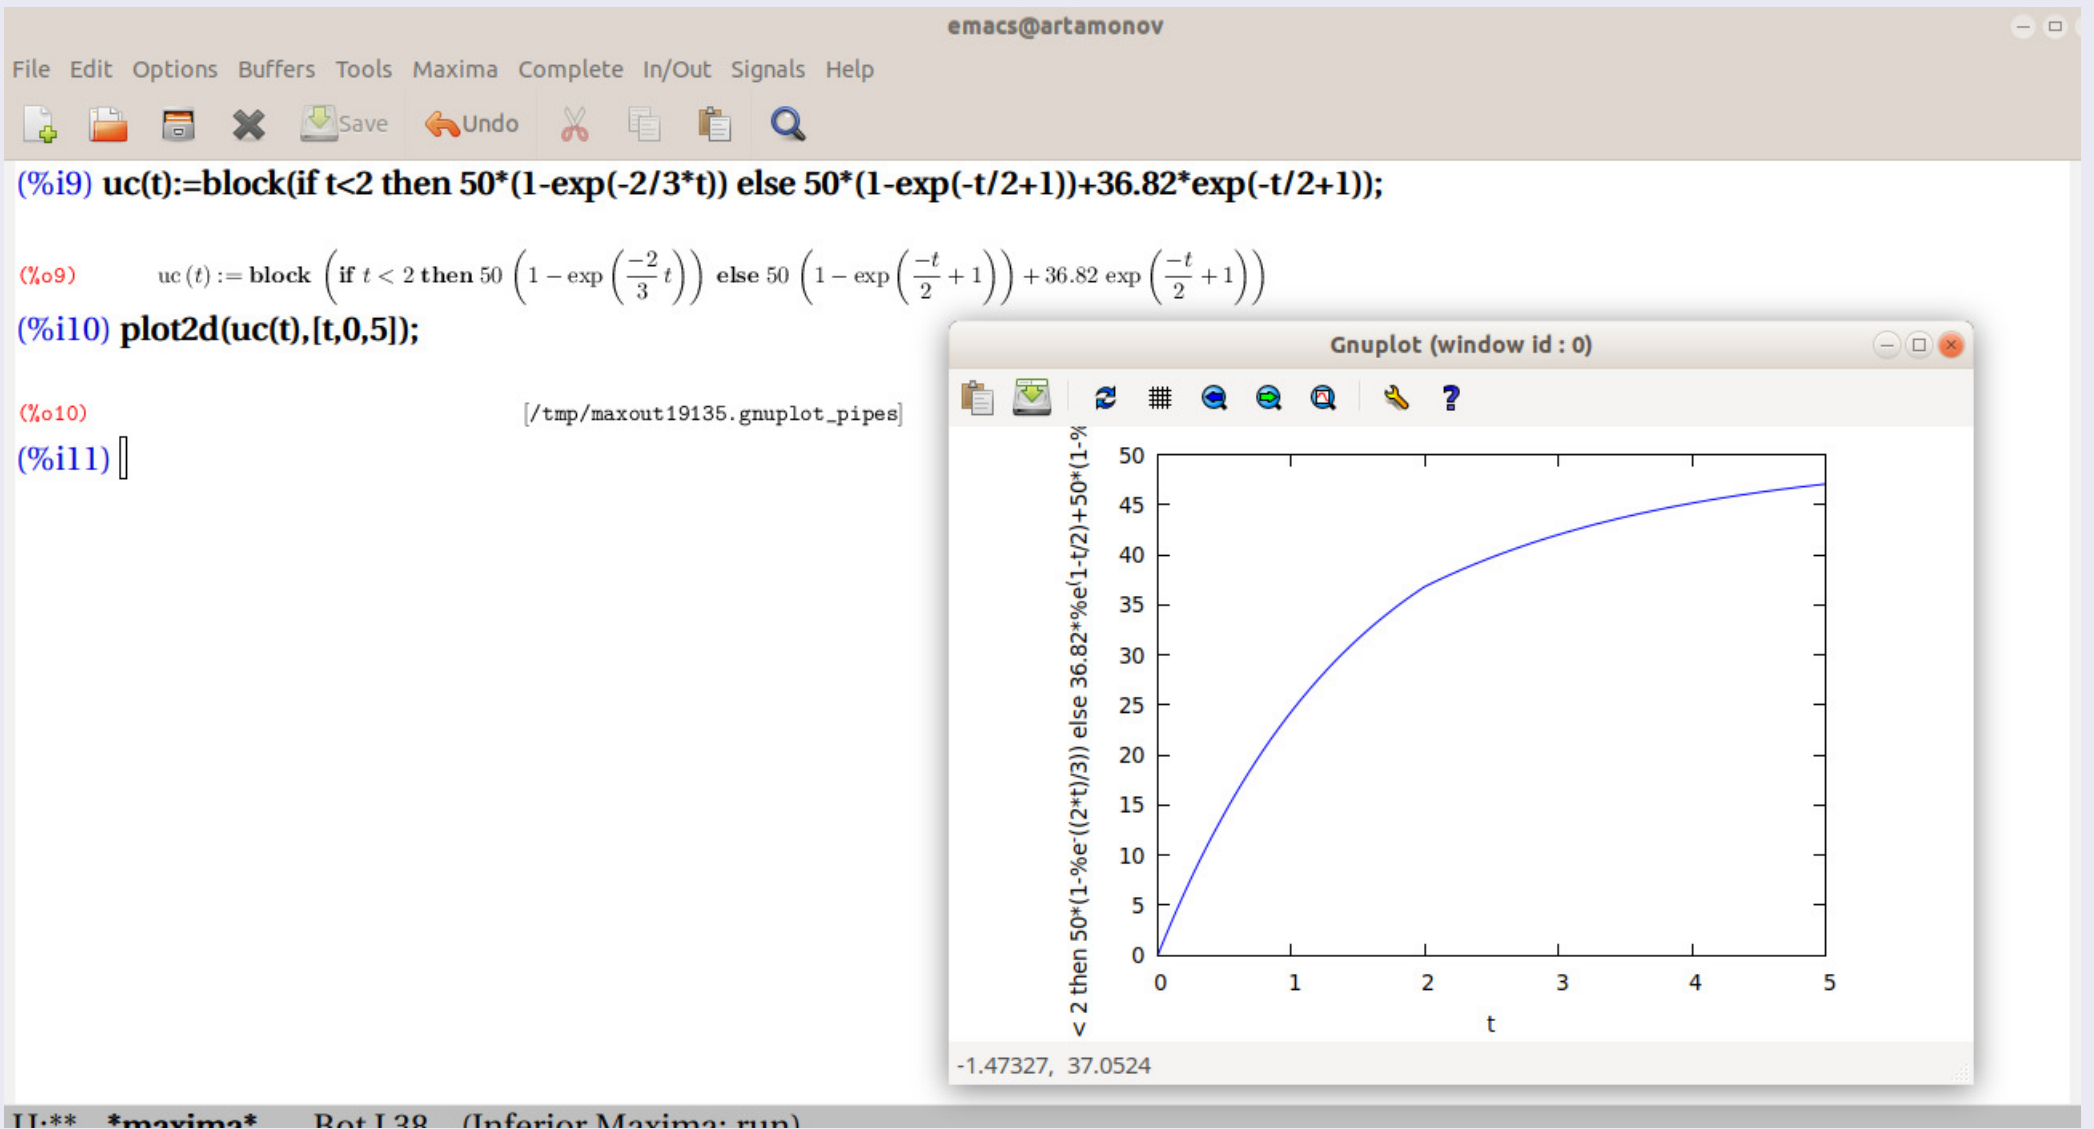 emacs@artamonov
File Edit Options Buffers Tools Maxima Complete In/Out Signals Help
Save Undo
(%i9) uc(t):=block(if t<2 then 50*(1-exp(-2/3*t)) else 50*(1-exp(-t/2+1))+36.82*exp(-t/2+1));
(%o9) uc (t) := block (if t < 2 then 50 (1 − exp (−2/3 t)) else 50 (1 − exp (−t/2 + 1)) + 36.82 exp (−t/2 + 1))
(%i10) plot2d(uc(t),[t,0,5]);
(%o10) [/tmp/maxout19135.gnuplot_pipes]
(%i11)
Gnuplot (window id : 0)
< 2 then 50*(1-%e-((2*t)/3)) else 36.82*%e(1-t/2)+50*(1-%
50
45
40
35
30
25
20
15
10
5
0
0 1 2 3 4 5
t
-1.47327, 37.0524
U:** *maxima* Bot L38 (Inferior Maxima: run)